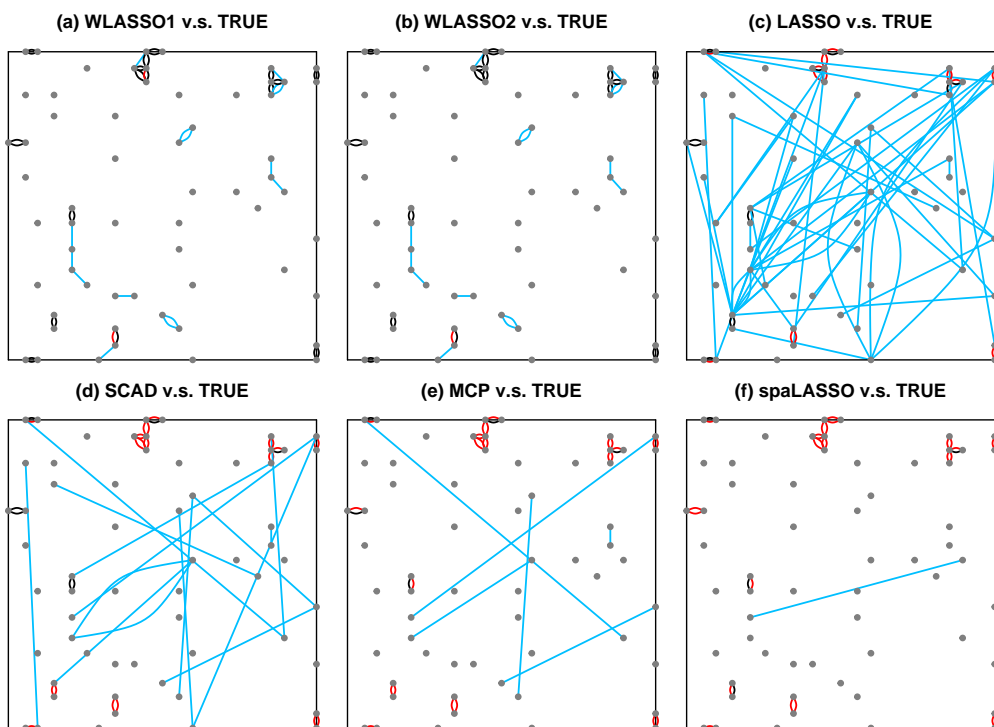 (a) WLASSO1 v.s. TRUE
(b) WLASSO2 v.s. TRUE
(c) LASSO v.s. TRUE
(d) SCAD v.s. TRUE
(e) MCP v.s. TRUE
(f) spaLASSO v.s. TRUE